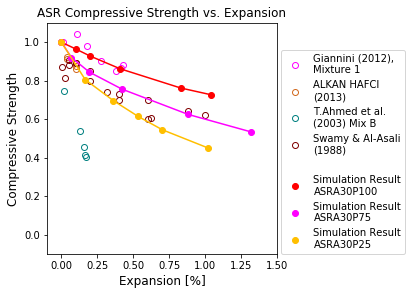 ASR Compressive Strength vs. Expansion
Compressive Strength
1.0
0.8
0.6
0.4
0.2
0.0
0.00
0.25
0.50
0.75
1.00
1.25
1.50
Expansion [%]
Giannini (2012),
Mixture 1
ALKAN HAFCI
(2013)
T.Ahmed et al.
(2003) Mix B
Swamy & Al-Asali
(1988)
Simulation Result
ASRA30P100
Simulation Result
ASRA30P75
Simulation Result
ASRA30P25